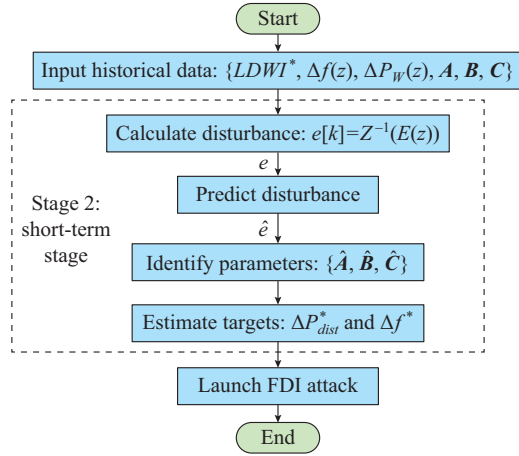 Start
Input historical data: {LDWI*, Δf(z), ΔP_W(z), A, B, C}
Calculate disturbance: e[k]=Z⁻¹(E(z))
e
Predict disturbance
ê
Stage 2:
short-term
stage
Identify parameters: {Â, B̂, Ĉ}
Estimate targets: ΔP*_dist and Δf*
Launch FDI attack
End